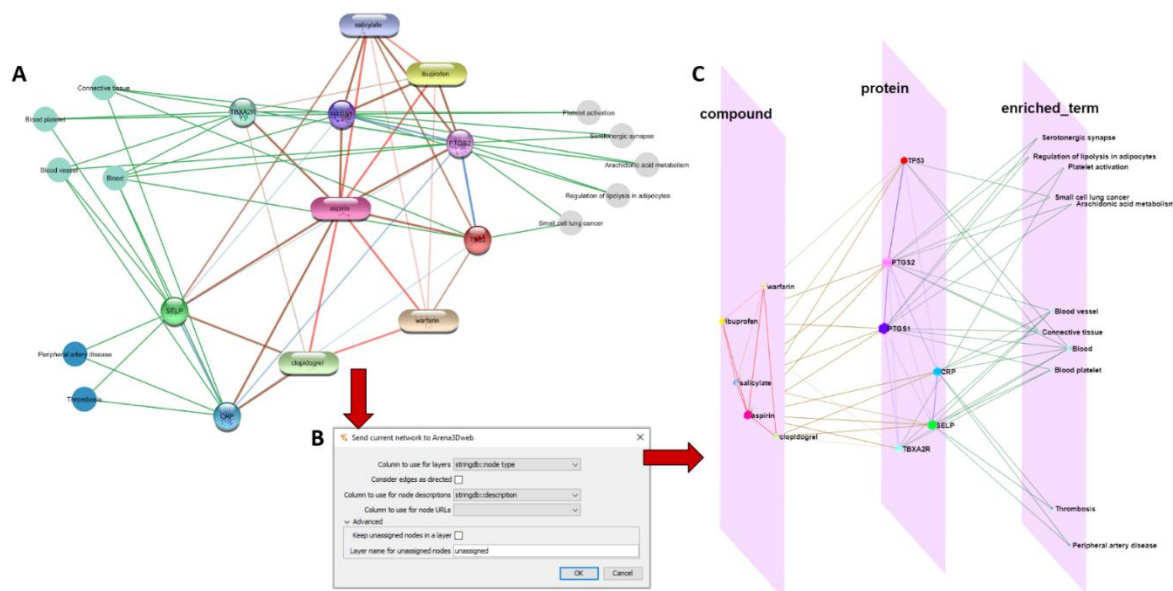 A
salicylate
ibuprofen
Connective tissue
TBXA2R
PTGS1
Platelet activation
Blood platelet
Serotonergic synapse
PTGS2
Arachidonic acid metabolism
Blood vessel
Blood
Regulation of lipolysis in adipocytes
aspirin
Small cell lung cancer
TP53
SELP
warfarin
Peripheral artery disease
clopidogrel
Thrombosis
CRP
B
Send current network to Arena3Dweb
Column to use for layers stringdb::node type
Consider edges as directed
Column to use for node descriptions stringdb::description
Column to use for node URLs
Advanced
Keep unassigned nodes in a layer
Layer name for unassigned nodes unassigned
OK Cancel
C
compound
protein
enriched_term
Serotonergic synapse
TP53
Regulation of lipolysis in adipocytes
Platelet activation
Small cell lung cancer
Arachidonic acid metabolism
PTGS2
warfarin
Ibuprofen
PTGS1
Blood vessel
Connective tissue
Blood
CRP
Blood platelet
salicylate
aspirin
SELP
clopidogrel
TBXA2R
Thrombosis
Peripheral artery disease